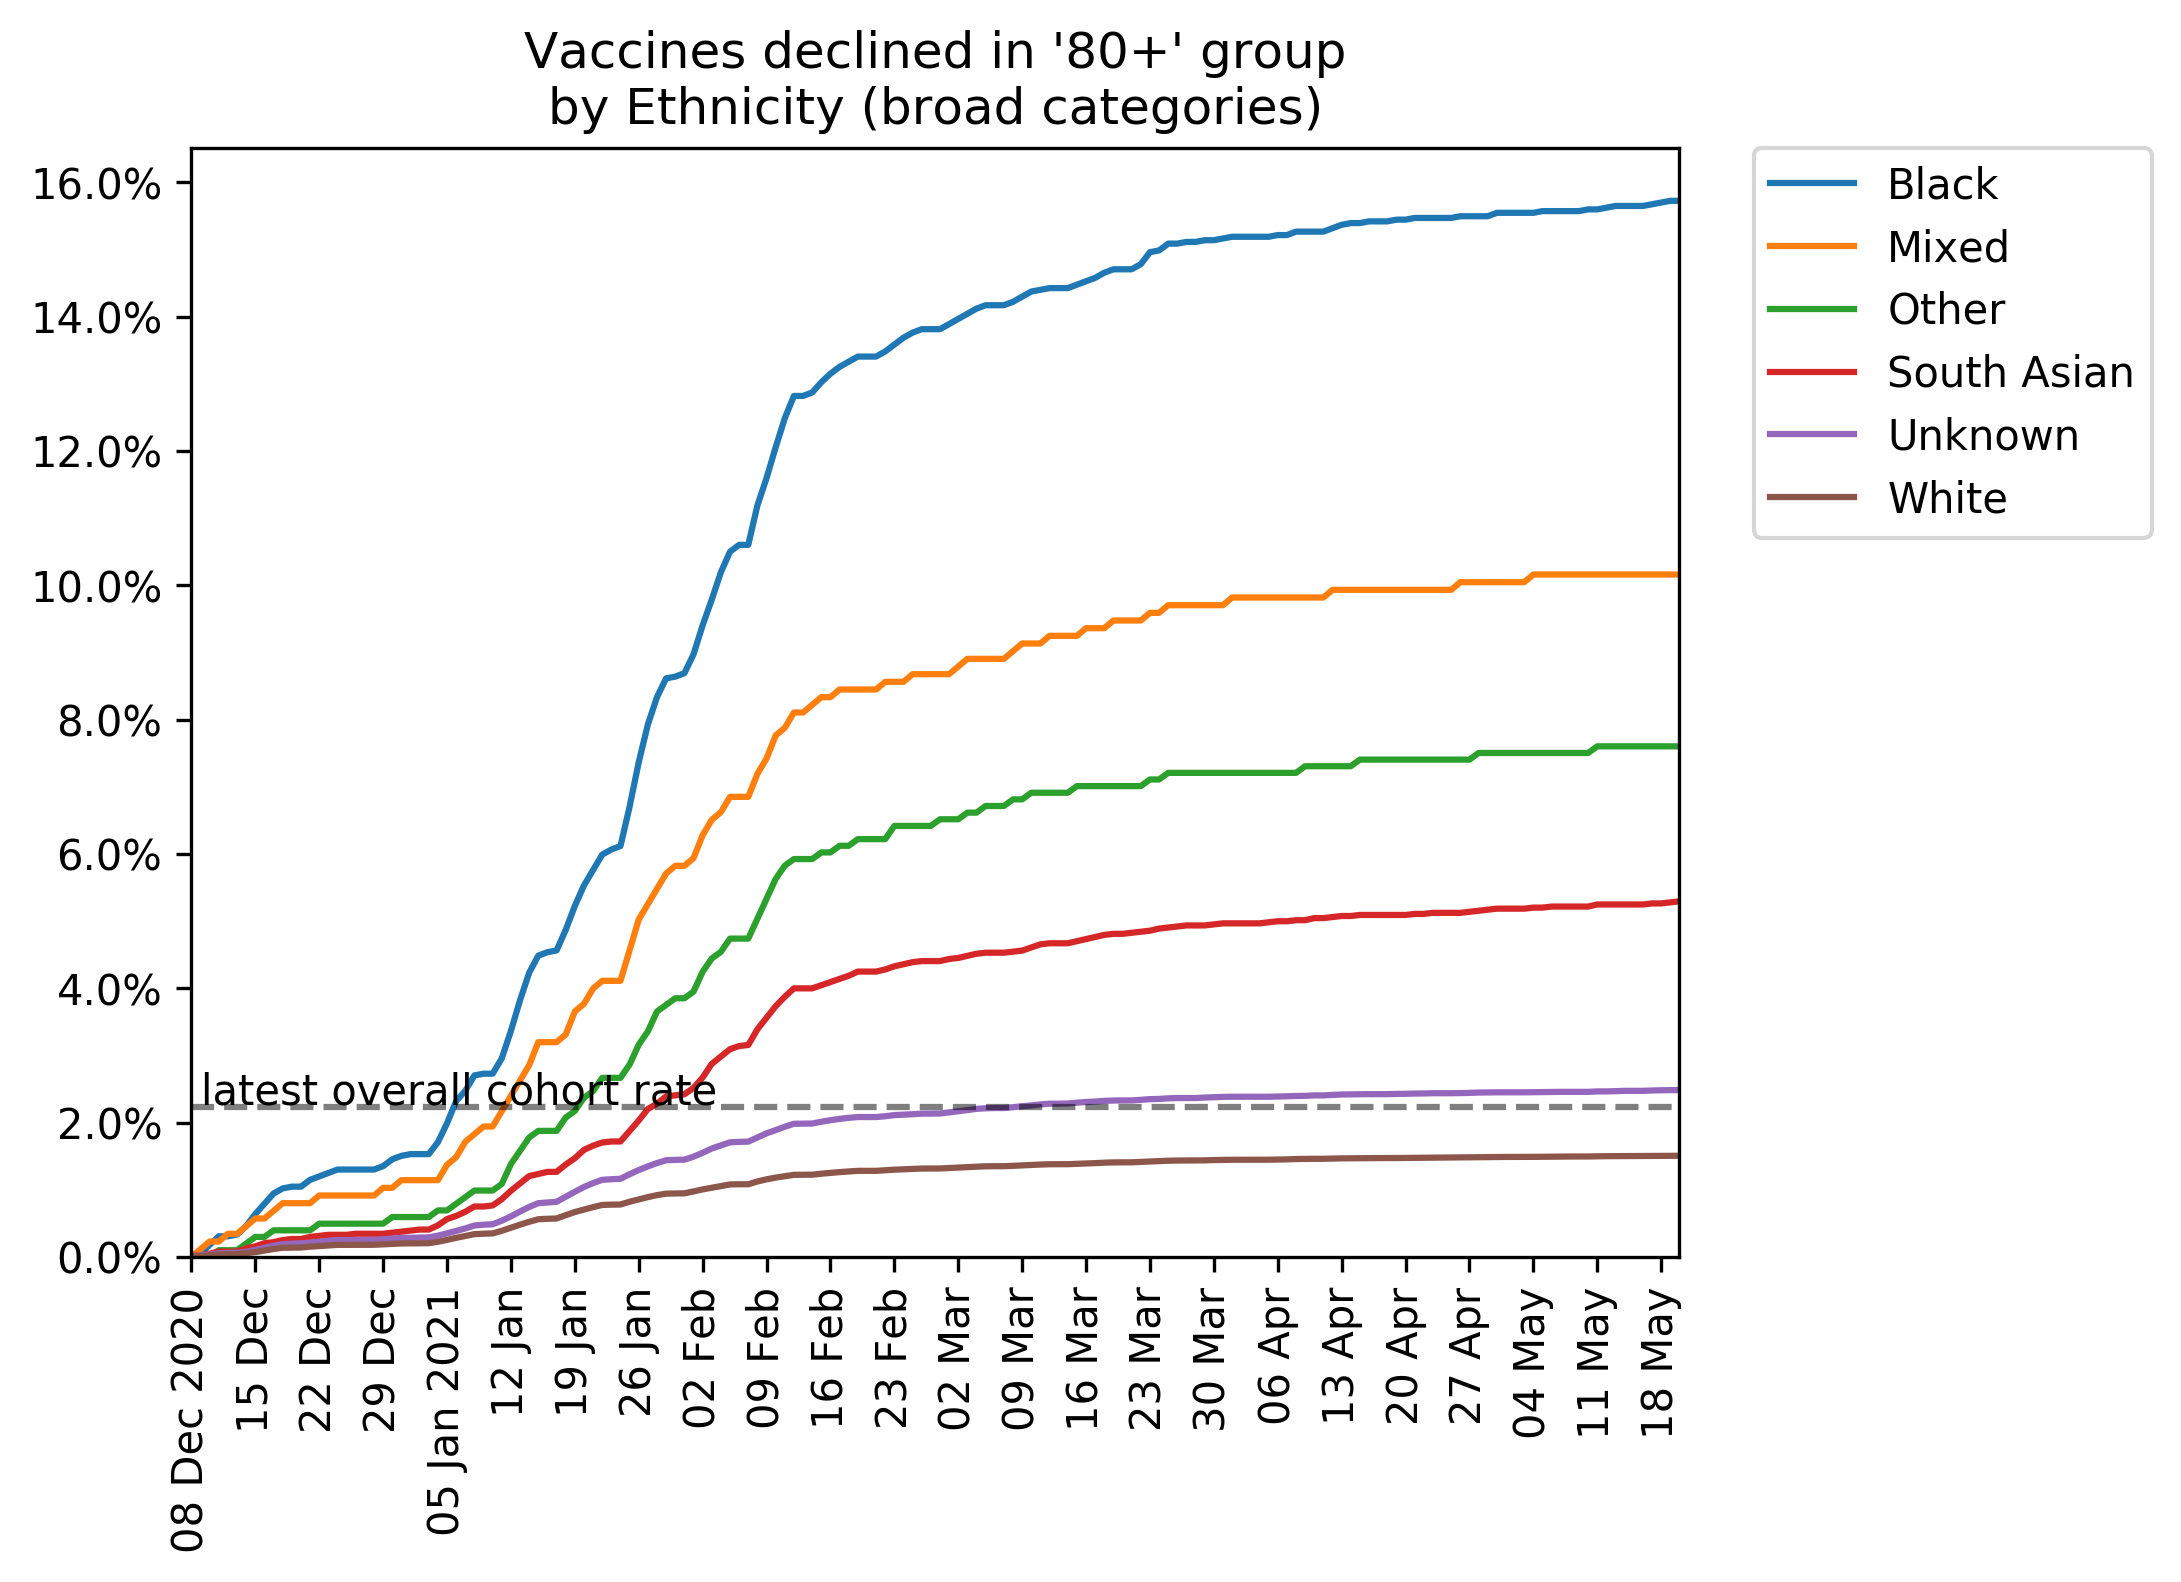 Vaccines declined in '80+' group
by Ethnicity (broad categories)
16.0%
14.0%
12.0%
10.0%
8.0%
6.0%
4.0%
2.0%
0.0%
latest overall cohort rate
08 Dec 2020
15 Dec
22 Dec
29 Dec
05 Jan 2021
12 Jan
19 Jan
26 Jan
02 Feb
09 Feb
16 Feb
23 Feb
02 Mar
09 Mar
16 Mar
23 Mar
30 Mar
06 Apr
13 Apr
20 Apr
27 Apr
04 May
11 May
18 May
Black
Mixed
Other
South Asian
Unknown
White